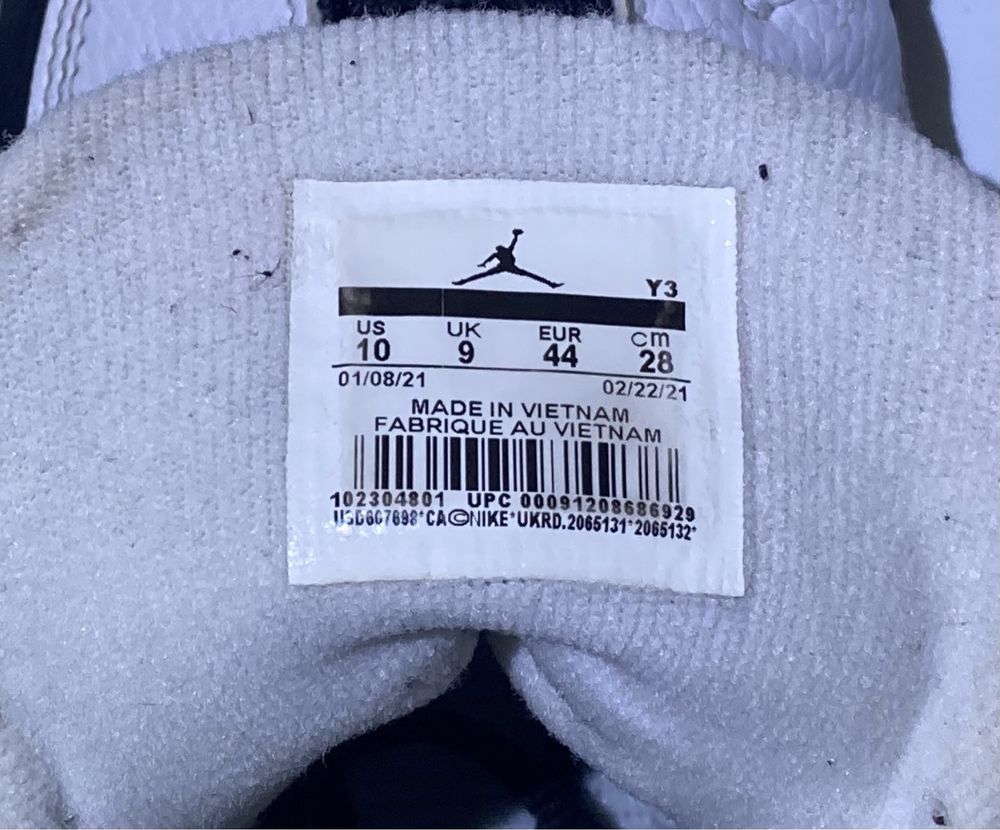 Y3
US UK EUR cm
10 9 44 28
01/08/21 02/22/21
MADE IN VIETNAM
FABRIQUE AU VIETNAM
102304801 UPC 00091208686929
USD607698*CA©NIKE*UKRD.2065131*2065132*